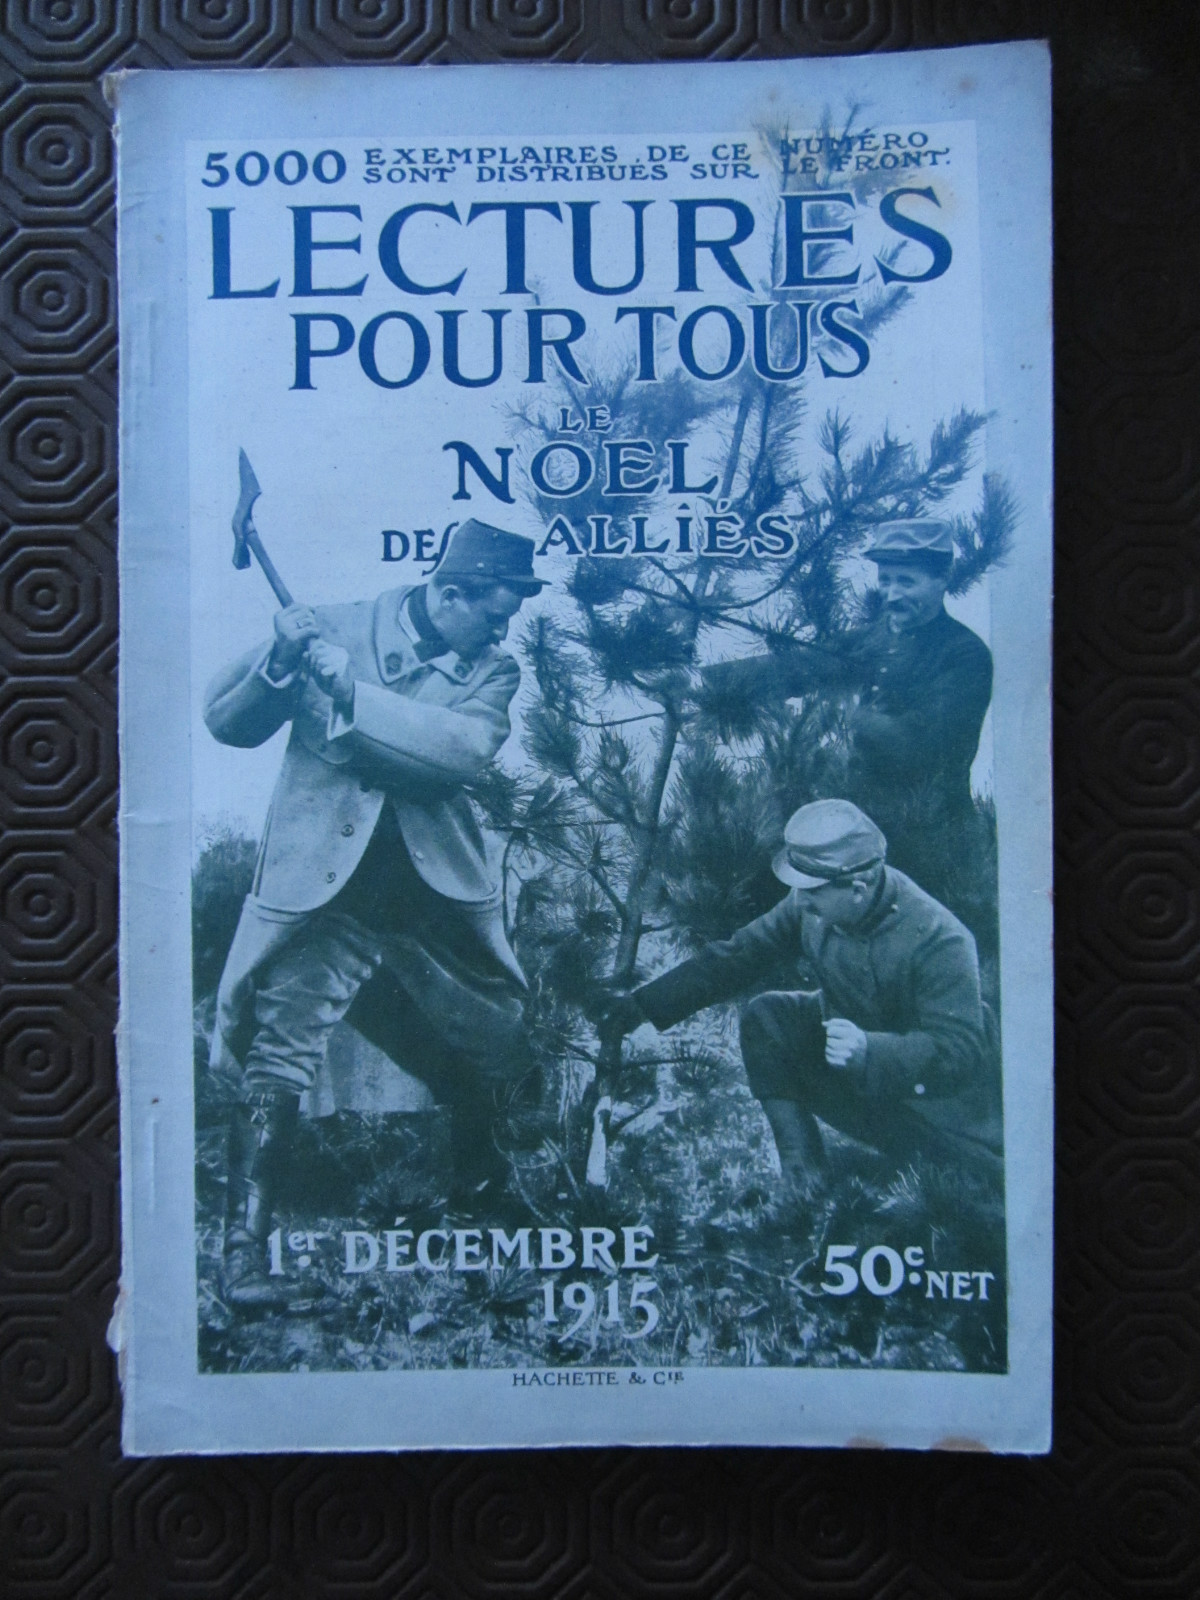 5000 EXEMPLAIRES DE CE NUMÉRO
SONT DISTRIBUÉS SUR LE FRONT.
LECTURES
POUR TOUS
LE
NOEL
DES ALLIÉS
1er DÉCEMBRE
1915
50c. NET
HACHETTE & Cie